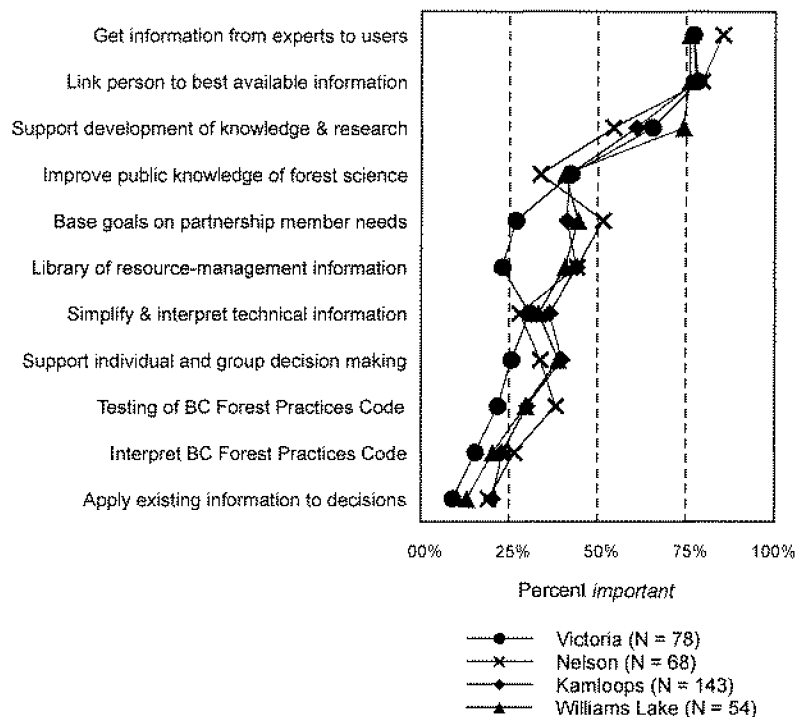 Get information from experts to users
Link person to best available information
Support development of knowledge & research
Improve public knowledge of forest science
Base goals on partnership member needs
Library of resource-management information
Simplify & interpret technical information
Support individual and group decision making
Testing of BC Forest Practices Code
Interpret BC Forest Practices Code
Apply existing information to decisions
00% 25% 50% 75% 100%
Percent important
Victoria (N = 78)
Nelson (N = 68)
Kamloops (N = 143)
Williams Lake (N = 54)